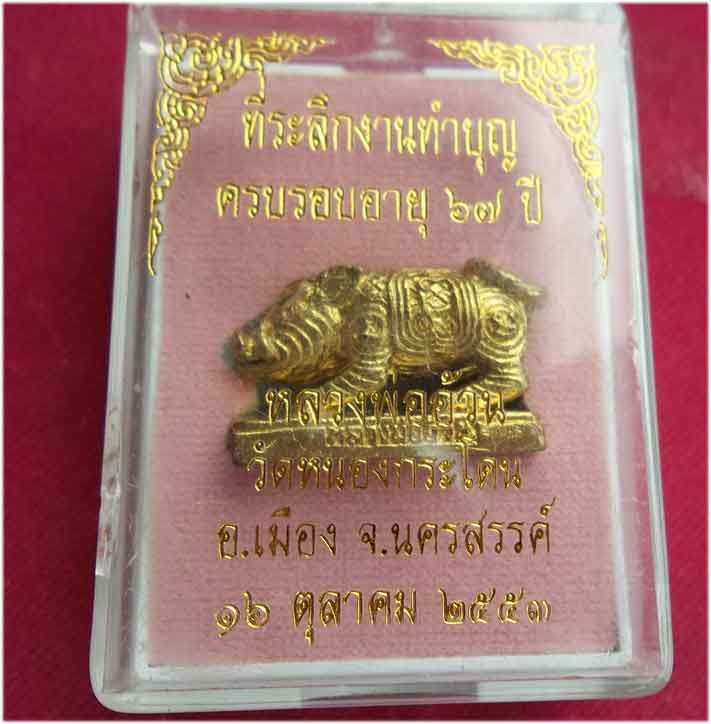 ที่ระลึกงานทำบุญ
ครบรอบอายุ ๖๗ ปี
หลวงพ่ออ้วน
วัดหนองกระโดน
อ.เมือง จ.นครสรรค์
๑๖ ตุลาคม ๒๕๕๓